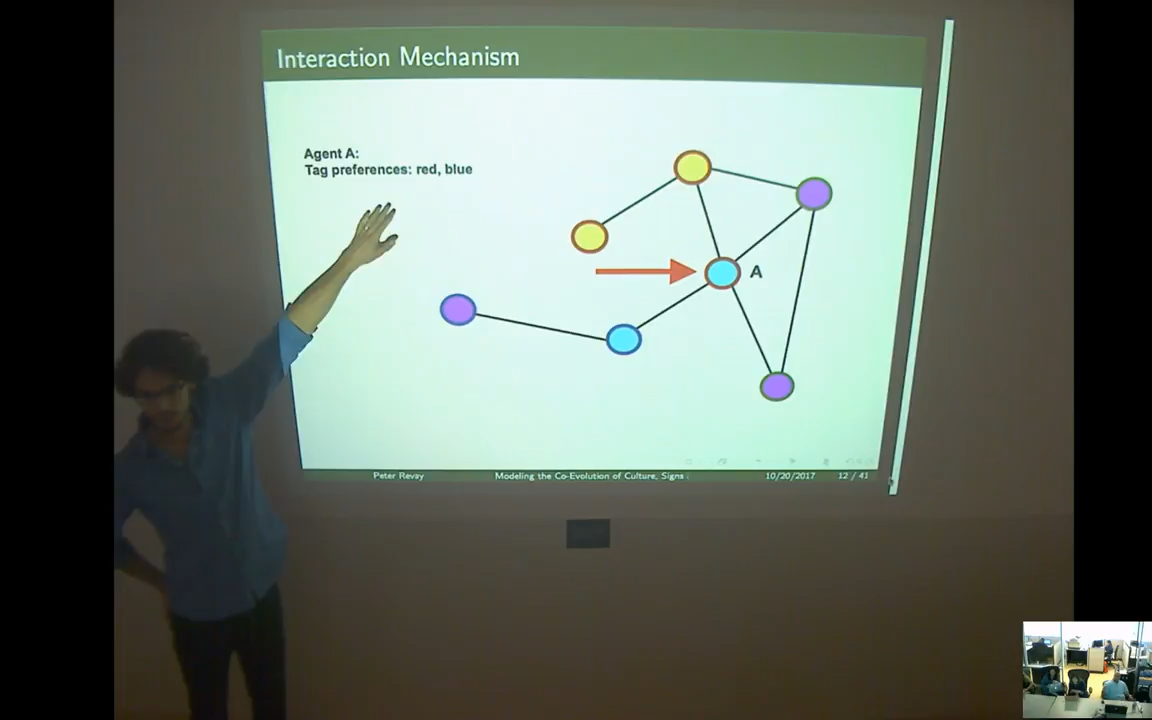 Interaction Mechanism
Agent A:
Tag preferences: red, blue
A
Peter Revay Modeling the Co-Evolution of Culture, Signs 10/20/2017 12 / 41